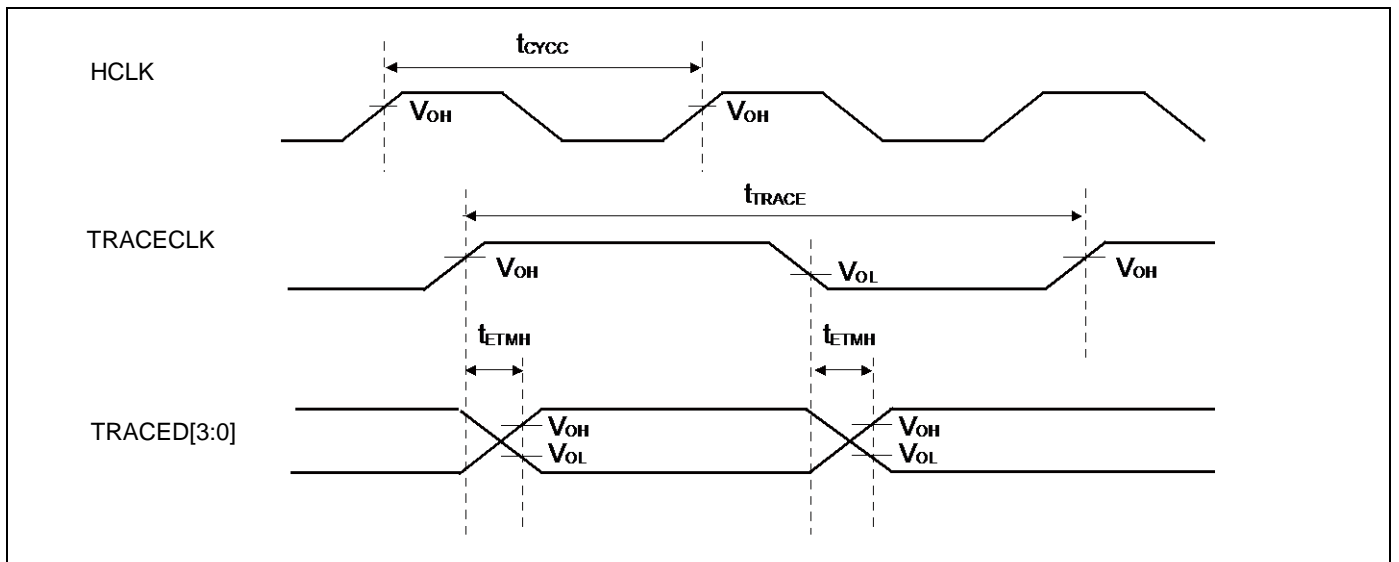 tCYCC
HCLK
VOH
VOH
tTRACE
TRACECLK
VOH
VOL
VOH
tETMH
tETMH
TRACED[3:0]
VOH
VOH
VOL
VOL